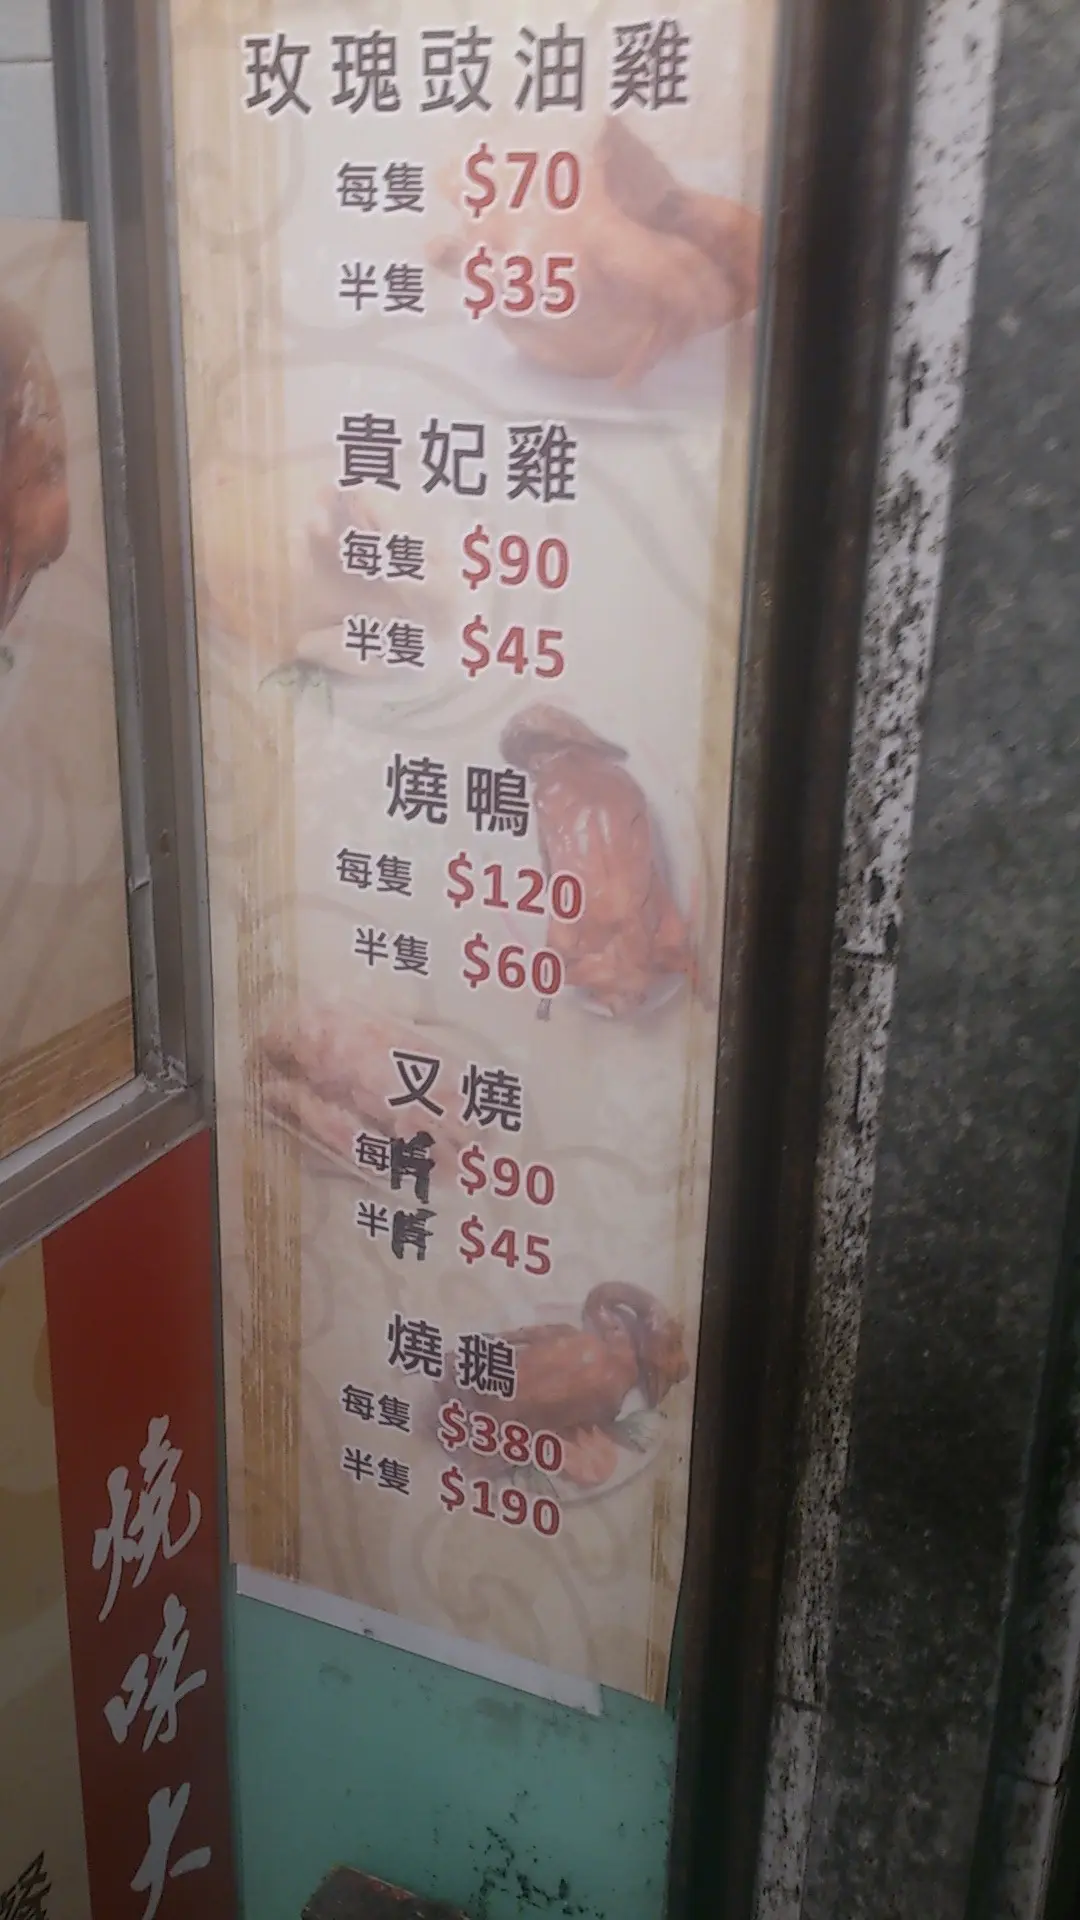 玫瑰豉油雞
每隻 $70
半隻 $35
貴妃雞
每隻 $90
半隻 $45
燒鴨
每隻 $120
半隻 $60
叉燒
每 $90
半 $45
燒鵝
每隻 $380
半隻 $190
燒
味
大